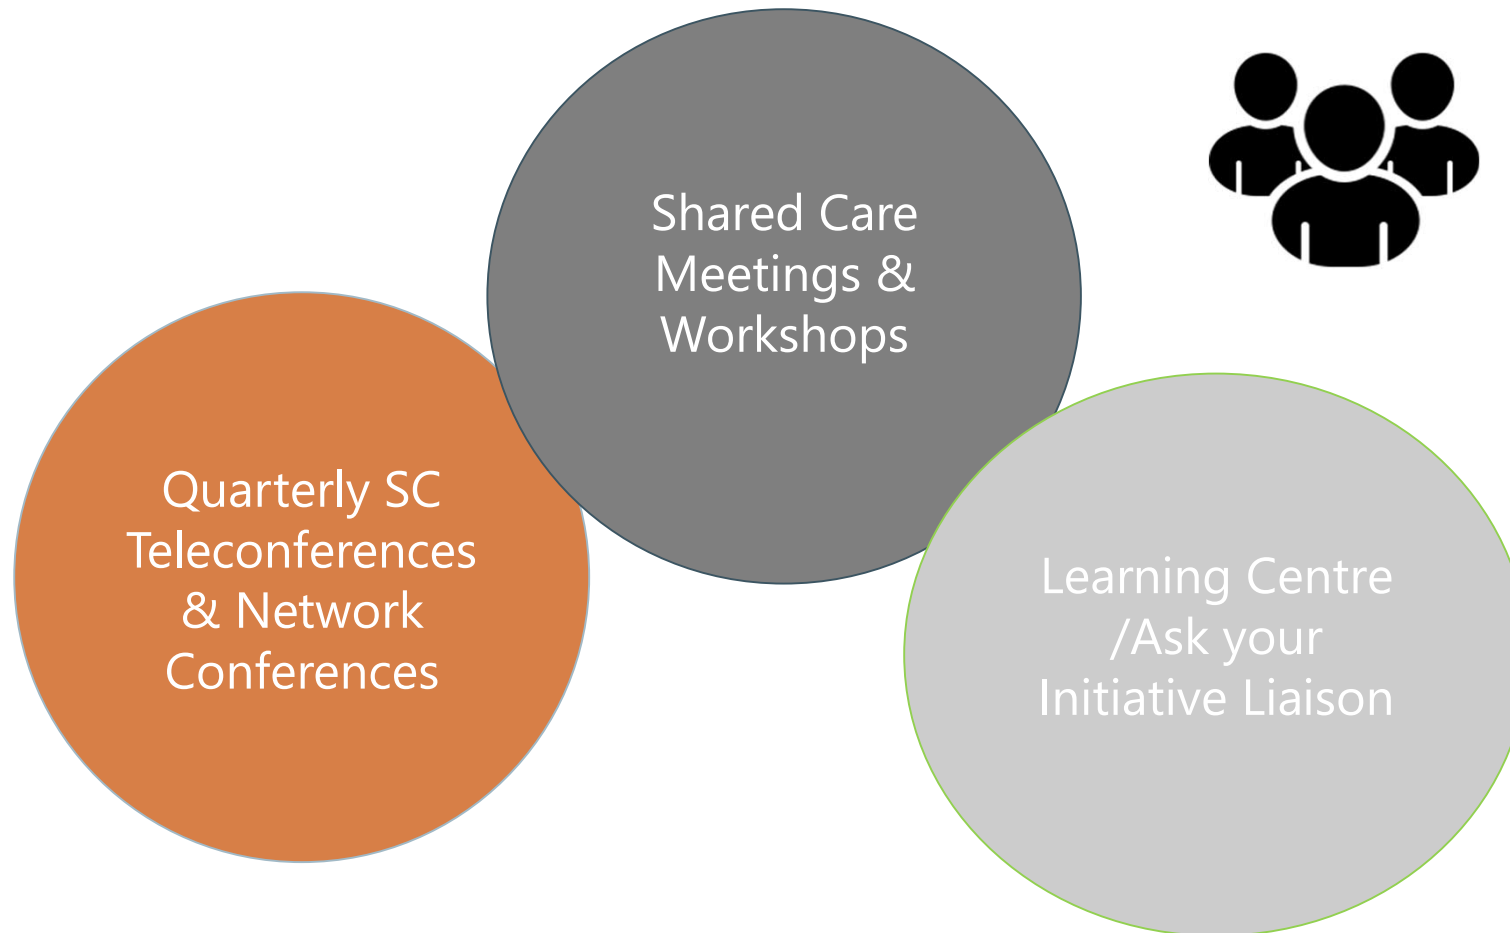 Shared Care
Meetings &
Workshops
Quarterly SC
Teleconferences
& Network
Conferences
Learning Centre
/Ask your
Initiative Liaison